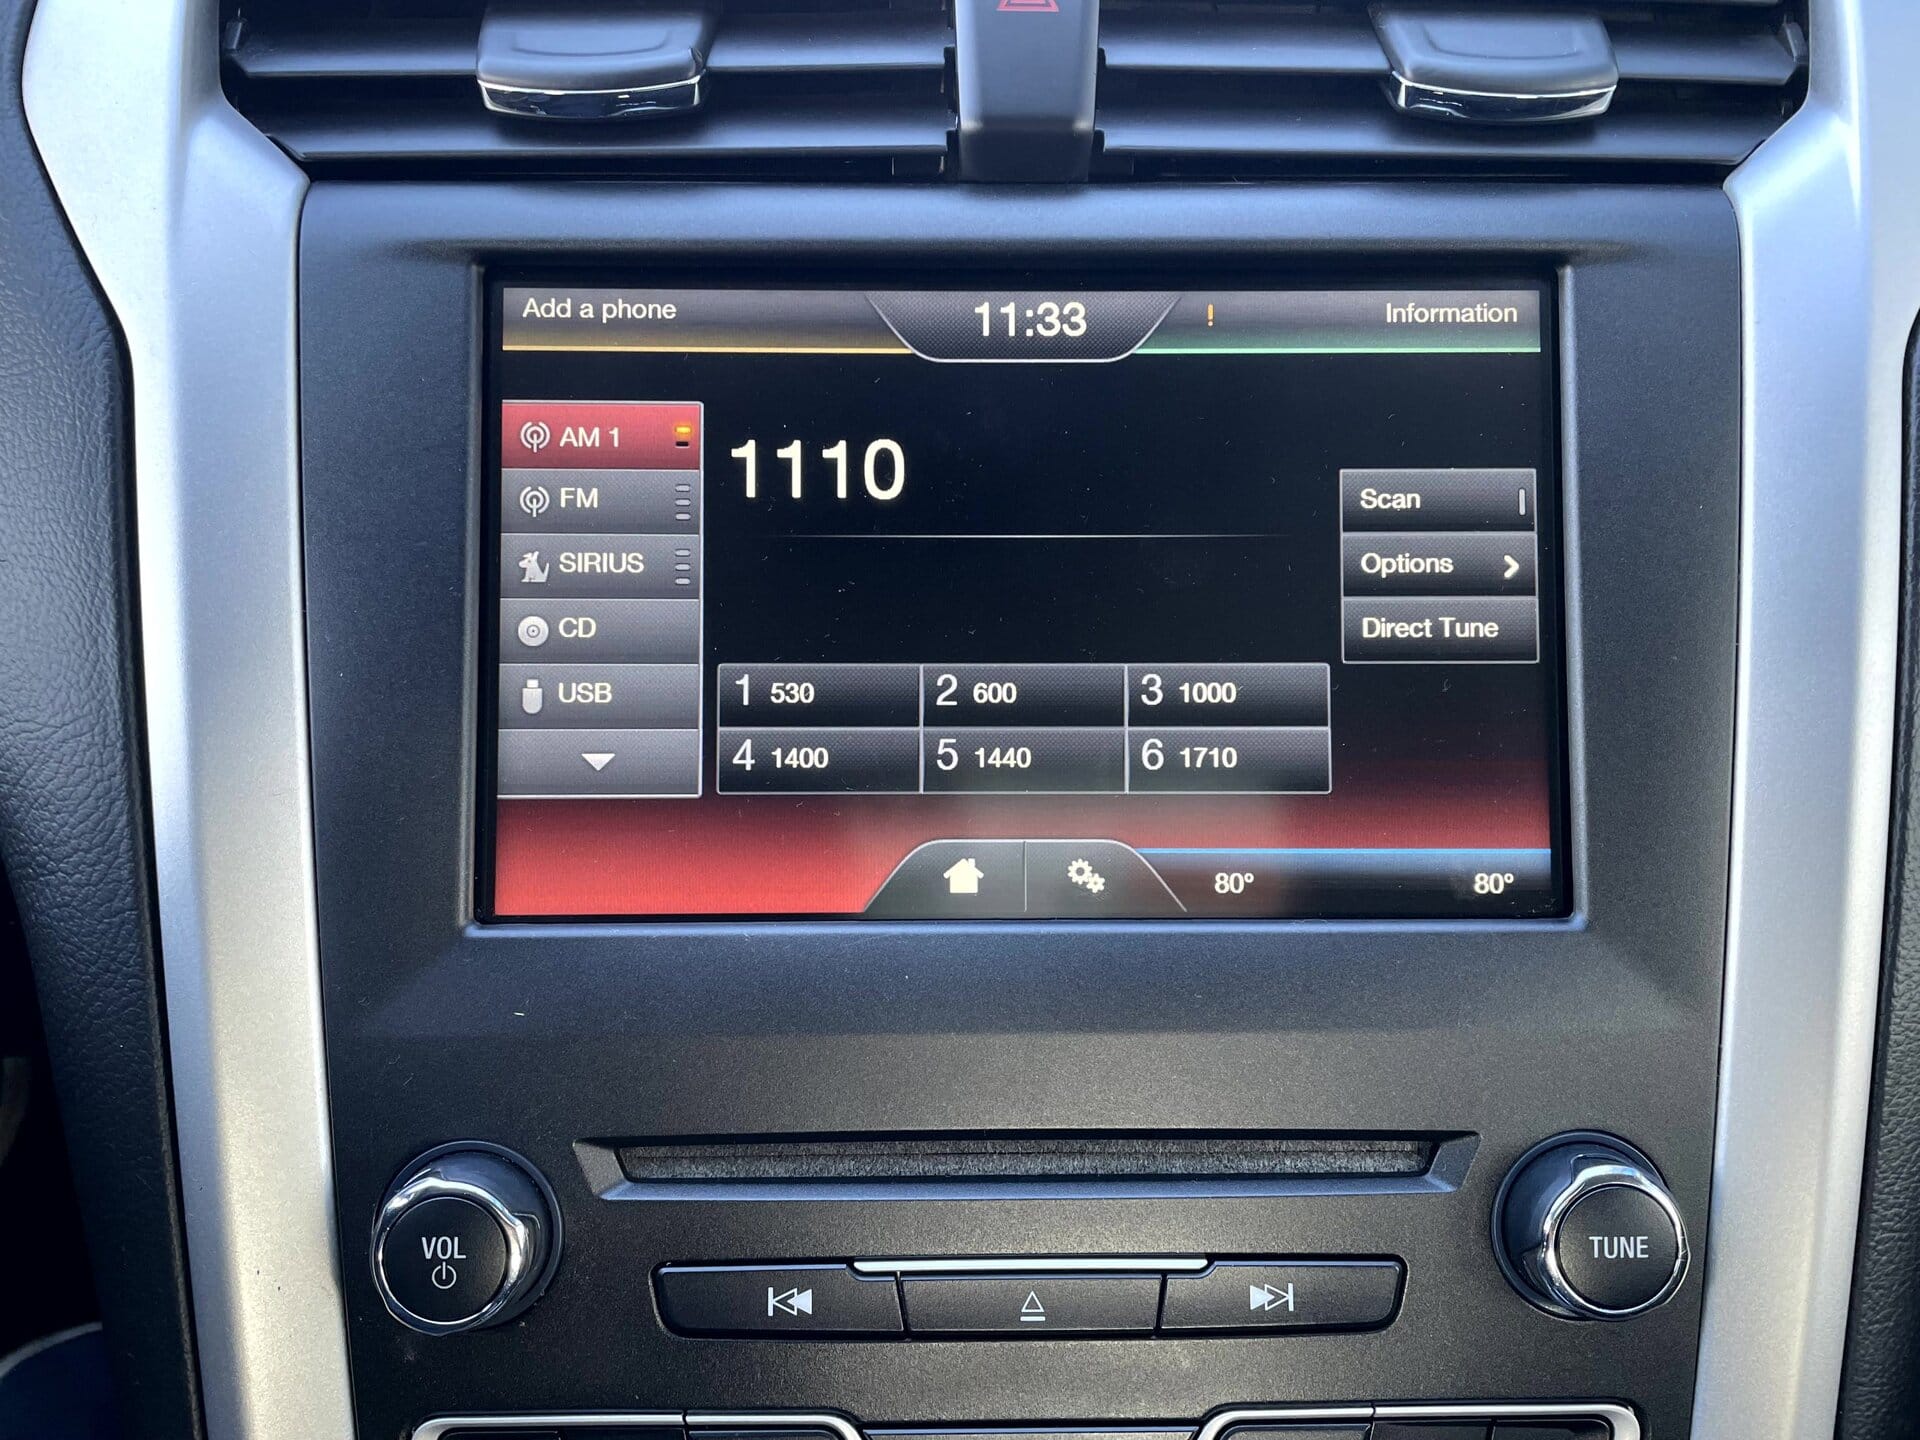 Add a phone
11:33
!
Information
AM 1
FM
SIRIUS
CD
USB
1110
Scan
Options
Direct Tune
1 530
2 600
3 1000
4 1400
5 1440
6 1710
80°
80°
VOL
TUNE